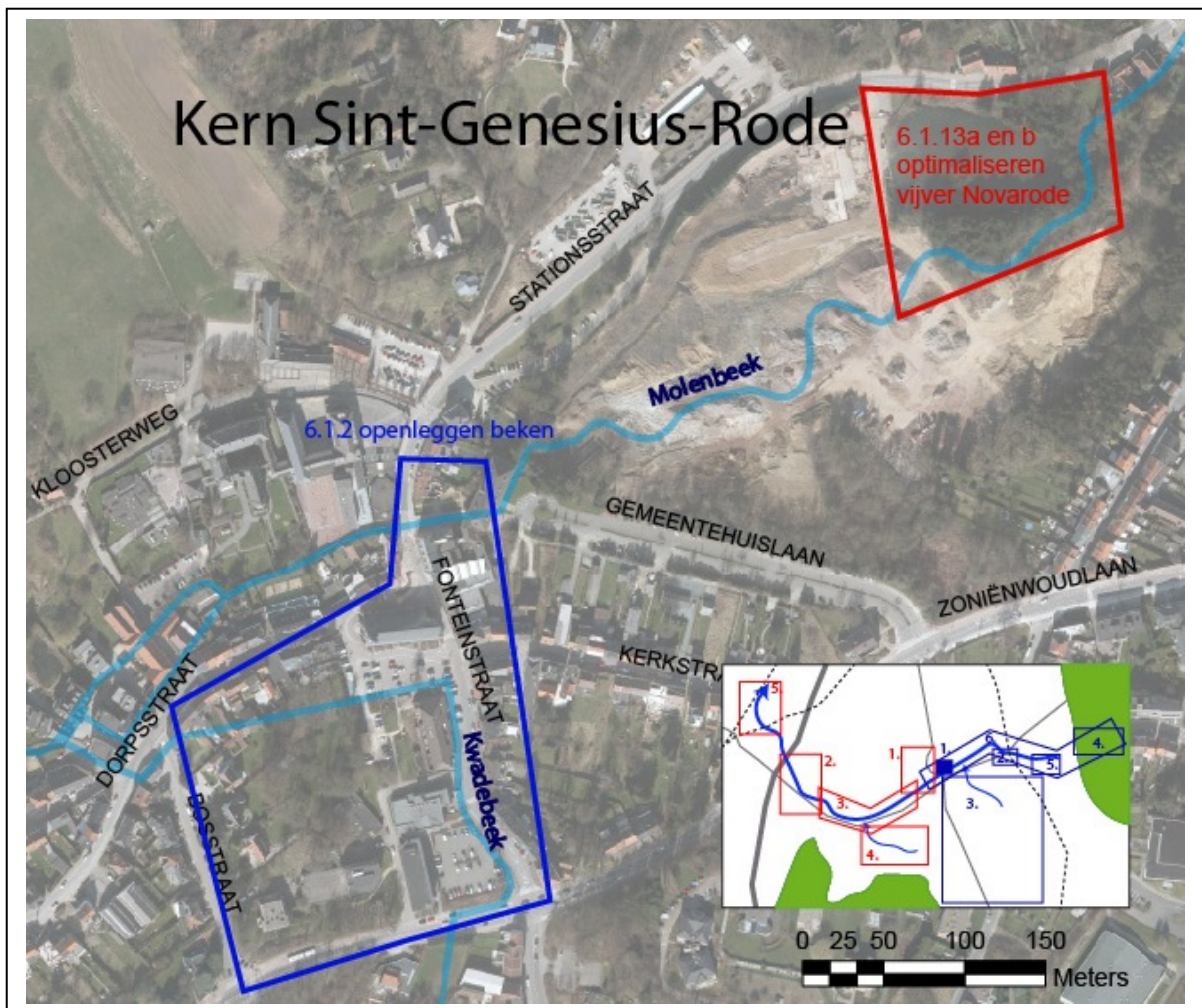 Kern Sint-Genesius-Rode
6.1.13a en b
optimaliseren
vijver Novarode
STATIONSSTRAAT
Molenbeek
KLOOSTERWEG
6.1.2 openleggen beken
GEMEENTEHUISLAAN
FONTEINSTRAAT
ZONIËNWOUDLAAN
KERKSTRA
DORPSSTRAAT
Kwadebeek
BOSSTRAAT
5.
2.
1.
3.
4.
1
2.
5.
4.
3.
0 25 50 100 150
Meters